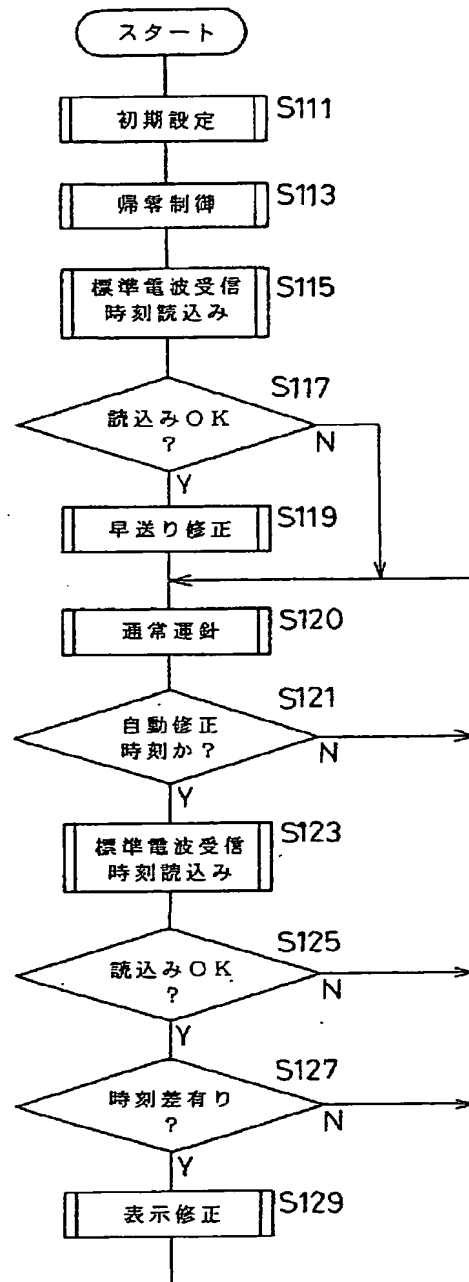 スタート
初期設定
S111
帰零制御
S113
標準電波受信
時刻読込み
S115
S117
読込みOK
?
N
Y
早送り修正
S119
通常運針
S120
S121
自動修正
時刻か?
N
Y
標準電波受信
時刻読込み
S123
S125
読込みOK
?
N
Y
S127
時刻差有り
?
N
Y
表示修正
S129